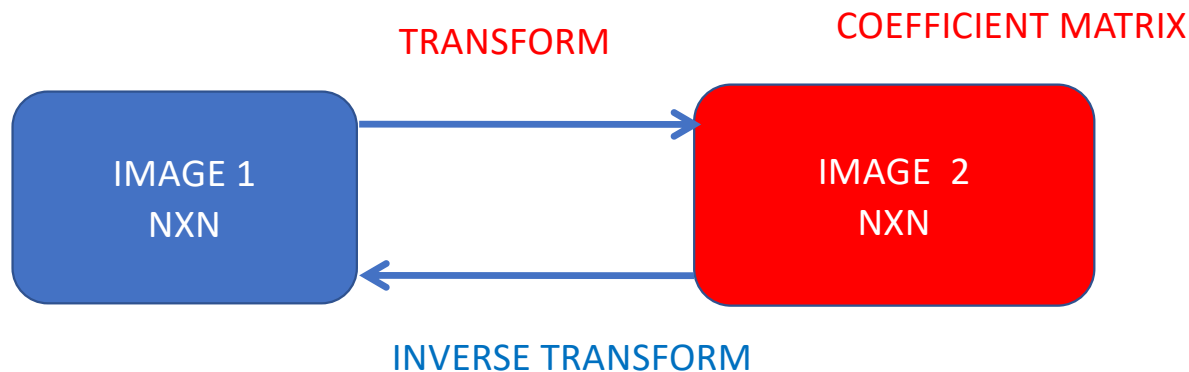 COEFFICIENT MATRIX
TRANSFORM
IMAGE 1
NXN
IMAGE 2
NXN
INVERSE TRANSFORM